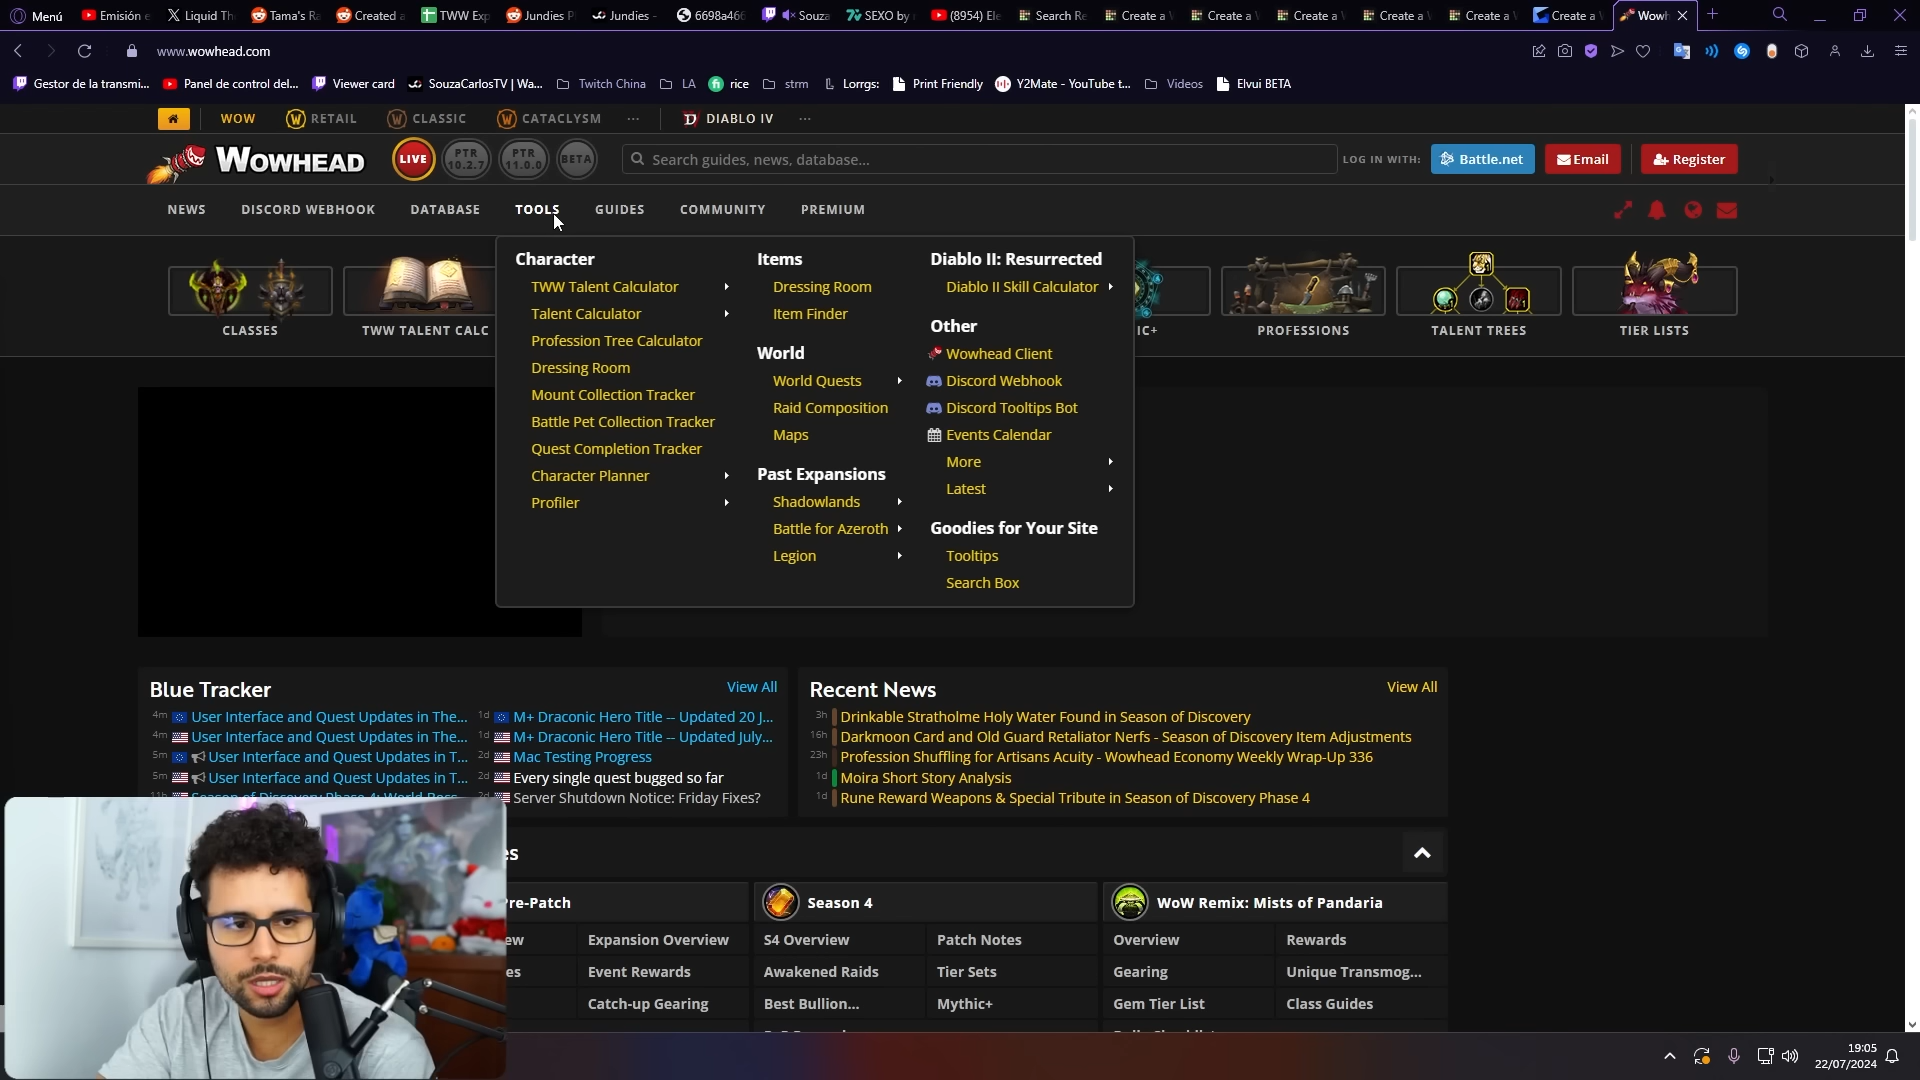 Menú
Emisión e
Liquid Th
Tama's Ra
Created a
TWW Exp
Jundies P
Jundies -
6698a466
Souza
SEXO by
(8954) Ele
Search Re
Create a W
Create a W
Create a W
Create a W
Create a W
Create a W
Wowh
www.wowhead.com
Gestor de la transmi...
Panel de control del...
Viewer card
SouzaCarlosTV | Wa...
Twitch China
LA
rice
strm
Lorrgs:
Print Friendly
Y2Mate - YouTube t...
Videos
Elvui BETA
WOW
RETAIL
CLASSIC
CATACLYSM
...
DIABLO IV
...
WOWHEAD
LIVE
PTR 10.2.7
PTR 11.0.0
BETA
Search guides, news, database...
LOG IN WITH:
Battle.net
Email
Register
NEWS
DISCORD WEBHOOK
DATABASE
TOOLS
GUIDES
COMMUNITY
PREMIUM
CLASSES
TWW TALENT CALC
IC+
PROFESSIONS
TALENT TREES
TIER LISTS
Character
TWW Talent Calculator
Talent Calculator
Profession Tree Calculator
Dressing Room
Mount Collection Tracker
Battle Pet Collection Tracker
Quest Completion Tracker
Character Planner
Profiler
Items
Dressing Room
Item Finder
World
World Quests
Raid Composition
Maps
Past Expansions
Shadowlands
Battle for Azeroth
Legion
Diablo II: Resurrected
Diablo II Skill Calculator
Other
Wowhead Client
Discord Webhook
Discord Tooltips Bot
Events Calendar
More
Latest
Goodies for Your Site
Tooltips
Search Box
Blue Tracker
View All
4m User Interface and Quest Updates in The...
4m User Interface and Quest Updates in The...
5m User Interface and Quest Updates in T...
5m User Interface and Quest Updates in T...
11h Season of Discovery Phase 4: World Boss
1d M+ Draconic Hero Title -- Updated 20 J...
1d M+ Draconic Hero Title -- Updated July...
2d Mac Testing Progress
2d Every single quest bugged so far
2d Server Shutdown Notice: Friday Fixes?
Recent News
View All
3h Drinkable Stratholme Holy Water Found in Season of Discovery
16h Darkmoon Card and Old Guard Retaliator Nerfs - Season of Discovery Item Adjustments
23h Profession Shuffling for Artisans Acuity - Wowhead Economy Weekly Wrap-Up 336
1d Moira Short Story Analysis
1d Rune Reward Weapons & Special Tribute in Season of Discovery Phase 4
es
Pre-Patch
ew
Expansion Overview
es
Event Rewards
Catch-up Gearing
Season 4
S4 Overview
Patch Notes
Awakened Raids
Tier Sets
Best Bullion...
Mythic+
WoW Remix: Mists of Pandaria
Overview
Rewards
Gearing
Unique Transmog...
Gem Tier List
Class Guides
19:05
22/07/2024